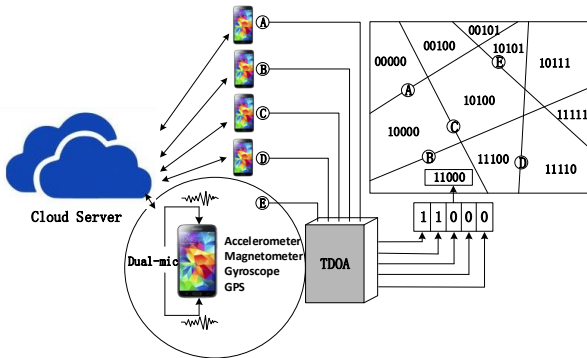 A
B
C
D
E
Cloud Server
Dual-mic
Accelerometer
Magnetometer
Gyroscope
GPS
TDOA
1 1 0 0 0
00101
00100
10101
E
00000
10111
A
10100
11111
10000
C
B
11100
D
11110
11000